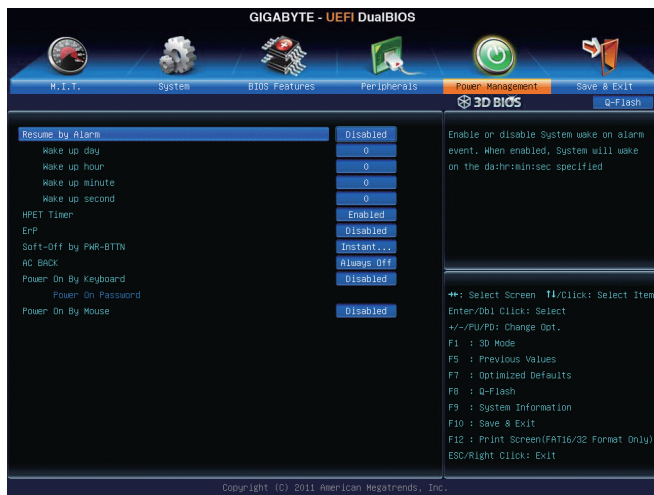 GIGABYTE - UEFI DualBIOS
M.I.T.
System
BIOS Features
Peripherals
Power Management
Save & Exit
3D BIOS
Q-Flash
Resume by Alarm Disabled
Wake up day 0
Wake up hour 0
Wake up minute 0
Wake up second 0
HPET Timer Enabled
ErP Disabled
Soft-Off by PWR-BTTN Instant...
AC BACK Always Off
Power On By Keyboard Disabled
Power On Password
Power On By Mouse Disabled
Enable or disable System wake on alarm
event. When enabled, System will wake
on the da:hr:min:sec specified
→←: Select Screen ↑↓/Click: Select Item
Enter/Dbl Click: Select
+/-/PU/PD: Change Opt.
F1 : 3D Mode
F5 : Previous Values
F7 : Optimized Defaults
F8 : Q-Flash
F9 : System Information
F10 : Save & Exit
F12 : Print Screen(FAT16/32 Format Only)
ESC/Right Click: Exit
Copyright (C) 2011 American Megatrends, Inc.